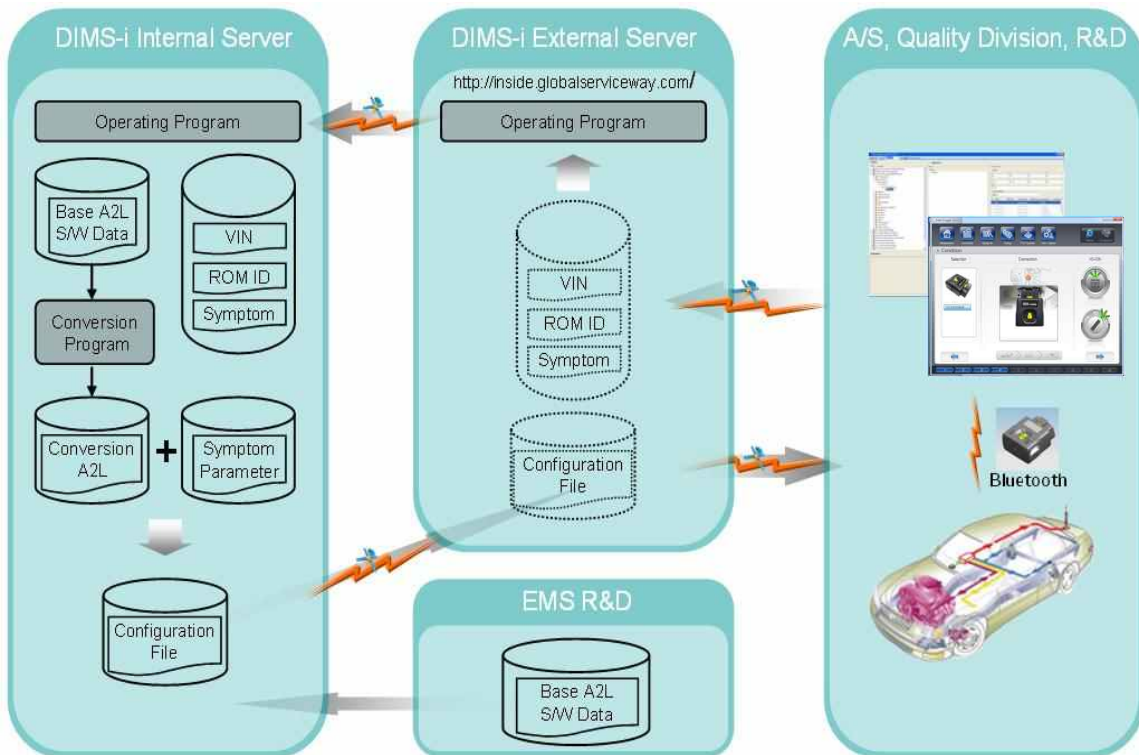 DIMS-i Internal Server
Operating Program
Base A2L
S/W Data
VIN
ROM ID
Symptom
Conversion
Program
Conversion
A2L
+
Symptom
Parameter
Configuration
File
DIMS-i External Server
http://inside.globalserviceway.com/
Operating Program
VIN
ROM ID
Symptom
Configuration
File
EMS R&D
Base A2L
S/W Data
A/S, Quality Division, R&D
Bluetooth